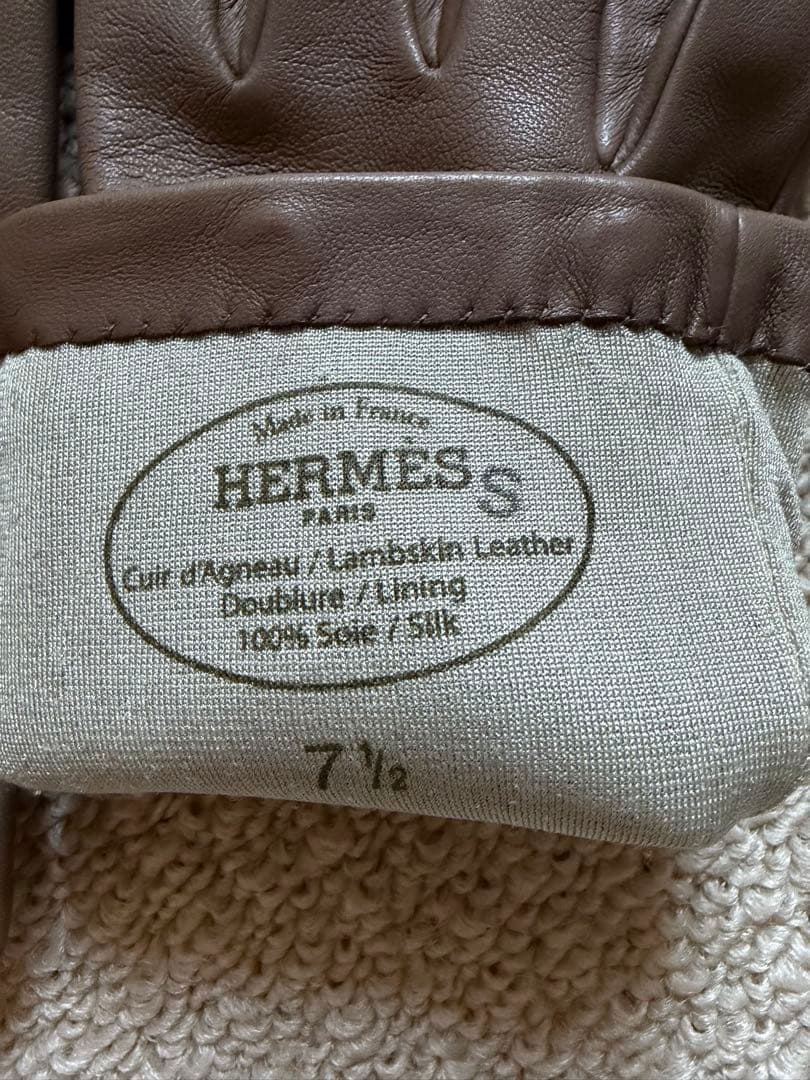 Made in France
HERMÈS S
PARIS
Cuir d'Agneau / Lambskin Leather
Doublure / Lining
100% Soie / Silk
7 ½